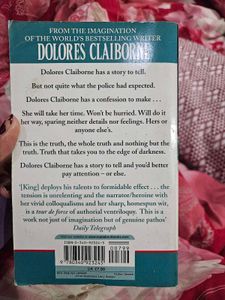 FROM THE IMAGINATION
OF THE WORLD'S BESTSELLING WRITER
DOLORES CLAIBORNE
Dolores Claiborne has a story to tell.
But not quite what the police had expected.
Dolores Claiborne has a confession to make . . .
She will take her time. Won't be hurried. Will do it
her way, sparing neither details nor feelings. Hers or
anyone else's.
This is the truth, the whole truth and nothing but the
truth. Truth that takes you to the edge of darkness.
Dolores Claiborne has a story to tell and you'd better
pay attention – or else.
'[King] deploys his talents to formidable effect . . . the
tension is unrelenting and the narrator/heroine with
her vivid colloqualisms and her sharp, homespun wit,
is a tour de force of authorial ventriloquy. This is a
work not just of imagination but of genuine pathos'
Daily Telegraph
00799
UK £7.99